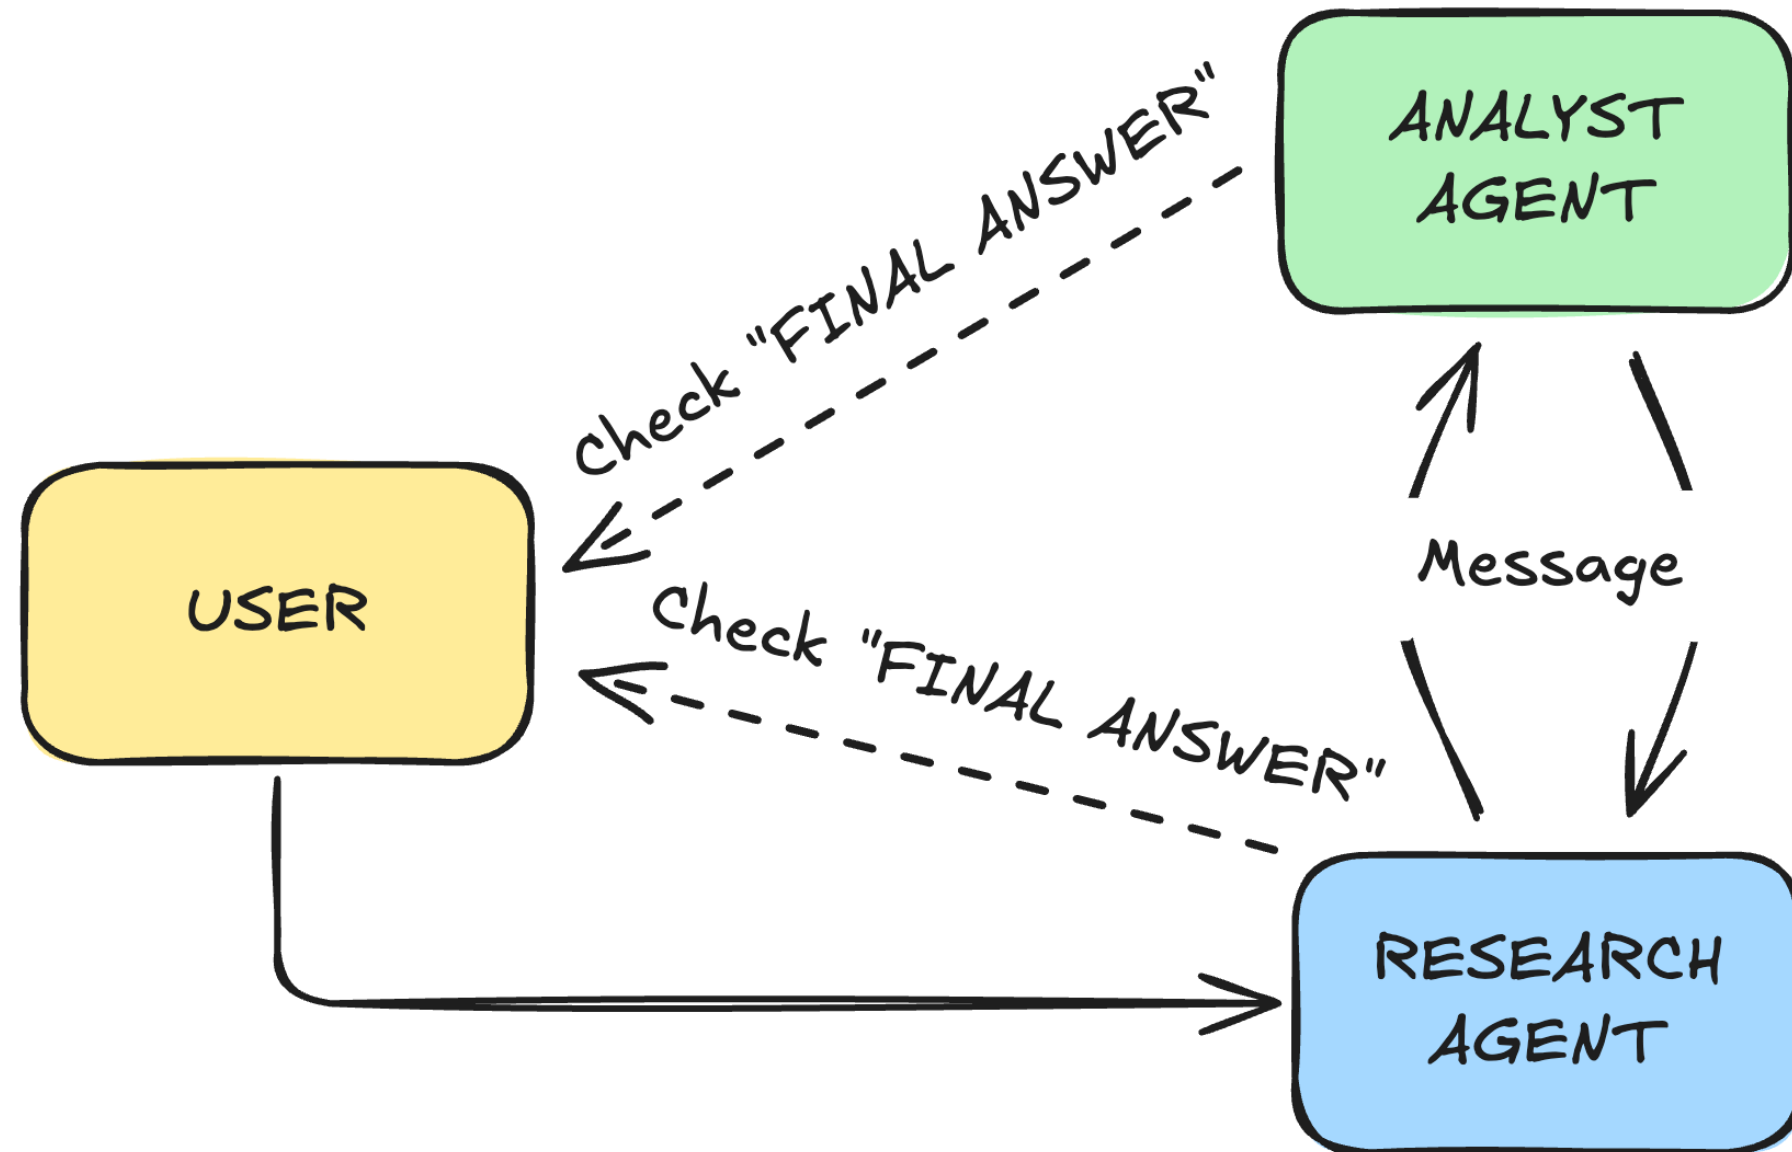 ANALYST
AGENT
Check "FINAL ANSWER"
USER
Message
Check "FINAL ANSWER"
RESEARCH
AGENT